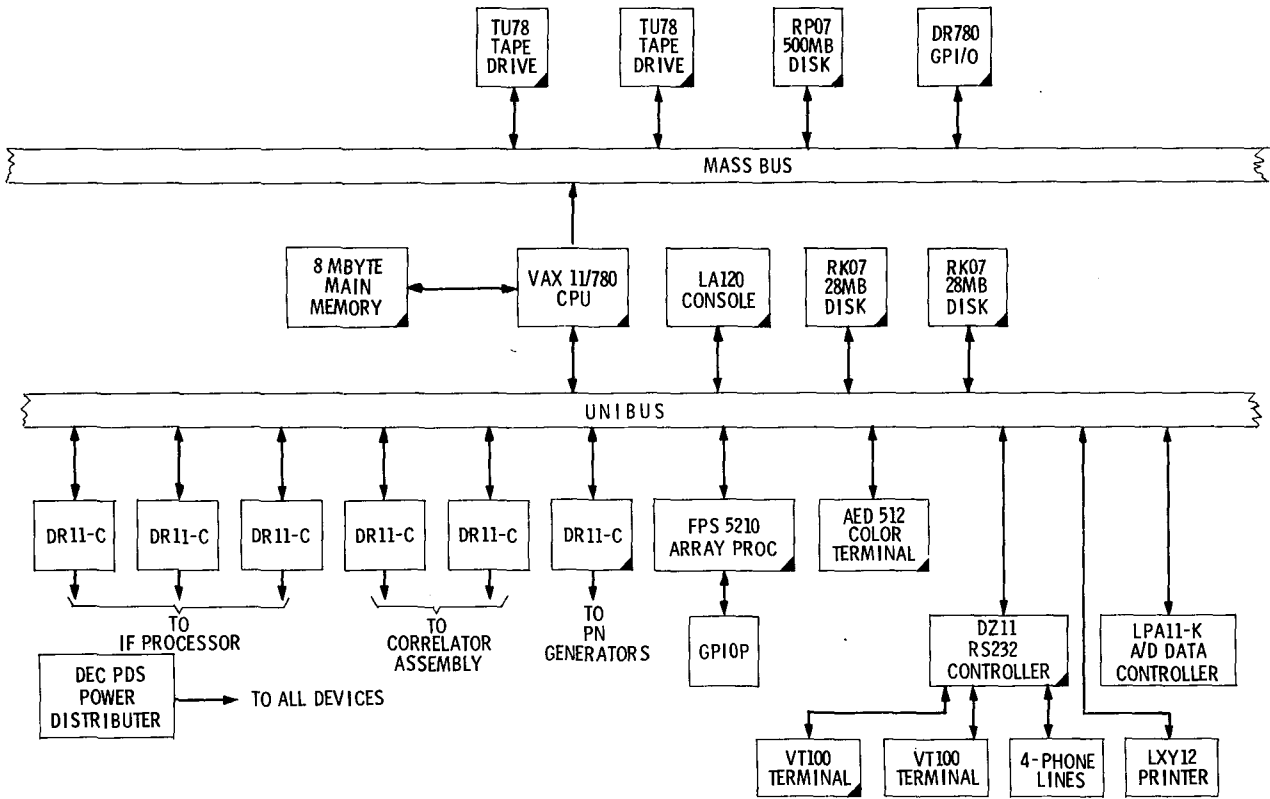 TU78
TAPE
DRIVE
TU78
TAPE
DRIVE
RP07
500MB
DISK
DR780
GPI/O
MASS BUS
8 MBYTE
MAIN
MEMORY
VAX 11/780
CPU
LA120
CONSOLE
RK07
28MB
DISK
RK07
28MB
DISK
UNIBUS
DR11-C
DR11-C
DR11-C
DR11-C
DR11-C
DR11-C
FPS 5210
ARRAY PROC
AED 512
COLOR
TERMINAL
TO
IF PROCESSOR
TO
CORRELATOR
ASSEMBLY
TO
PN
GENERATORS
GPIOP
DZ11
RS232
CONTROLLER
LPA11-K
A/D DATA
CONTROLLER
DEC PDS
POWER
DISTRIBUTER
TO ALL DEVICES
VT100
TERMINAL
VT100
TERMINAL
4-PHONE
LINES
LXY12
PRINTER